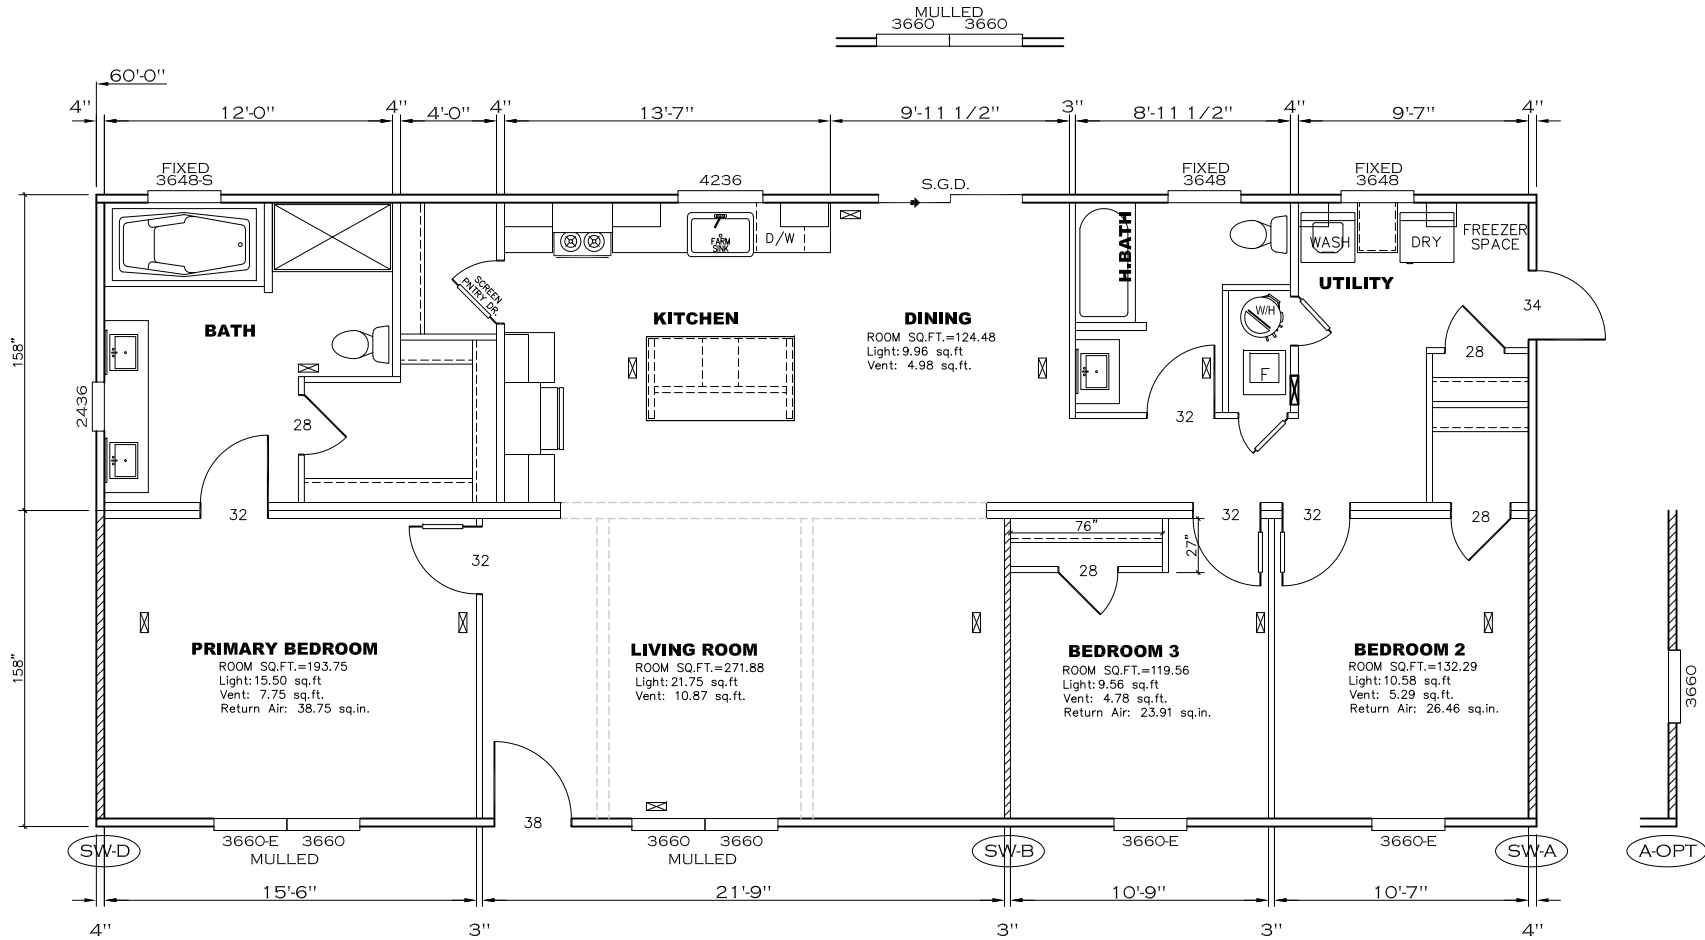 MULLED
3660 3660
60'-0"
4" 12'-0" 4" 4'-0" 4" 13'-7" 9'-11 1/2" 3" 8'-11 1/2" 4" 9'-7" 4"
FIXED
3648-S
4236
S.G.D.
FIXED
3648
FIXED
3648
FARM
SINK
D/W
H.BATH
WASH
DRY
FREEZER
SPACE
SCREEN
PNTRY DR.
UTILITY
W/H
34
BATH
KITCHEN
DINING
ROOM SQ.FT.=124.48
Light: 9.96 sq.ft
Vent: 4.98 sq.ft.
158"
28
F
2436
28
32
32
32
32
28
76"
27"
32
28
158"
PRIMARY BEDROOM
ROOM SQ.FT.=193.75
Light: 15.50 sq.ft
Vent: 7.75 sq.ft.
Return Air: 38.75 sq.in.
LIVING ROOM
ROOM SQ.FT.=271.88
Light: 21.75 sq.ft
Vent: 10.87 sq.ft.
BEDROOM 3
ROOM SQ.FT.=119.56
Light: 9.56 sq.ft
Vent: 4.78 sq.ft.
Return Air: 23.91 sq.in.
BEDROOM 2
ROOM SQ.FT.=132.29
Light: 10.58 sq.ft
Vent: 5.29 sq.ft.
Return Air: 26.46 sq.in.
3660
38
3660-E 3660
MULLED
3660 3660
MULLED
3660-E
3660-E
SW-D
SW-B
SW-A
A-OPT
15'-6" 21'-9" 10'-9" 10'-7"
4" 3" 3" 3" 4"